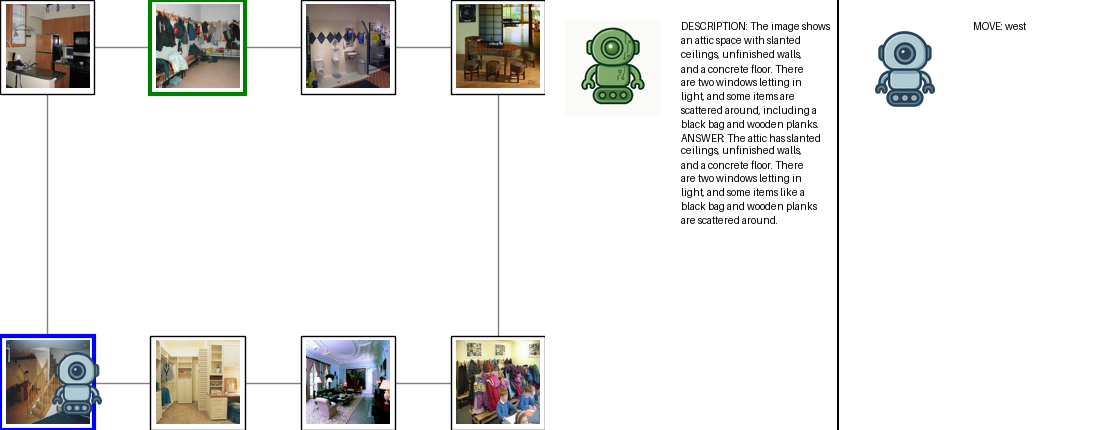 DESCRIPTION: The image shows
an attic space with slanted
ceilings, unfinished walls,
and a concrete floor. There
are two windows letting in
light, and some items are
scattered around, including a
black bag and wooden planks.
ANSWER: The attic has slanted
ceilings, unfinished walls,
and a concrete floor. There
are two windows letting in
light, and some items like a
black bag and wooden planks
are scattered around.
MOVE: west